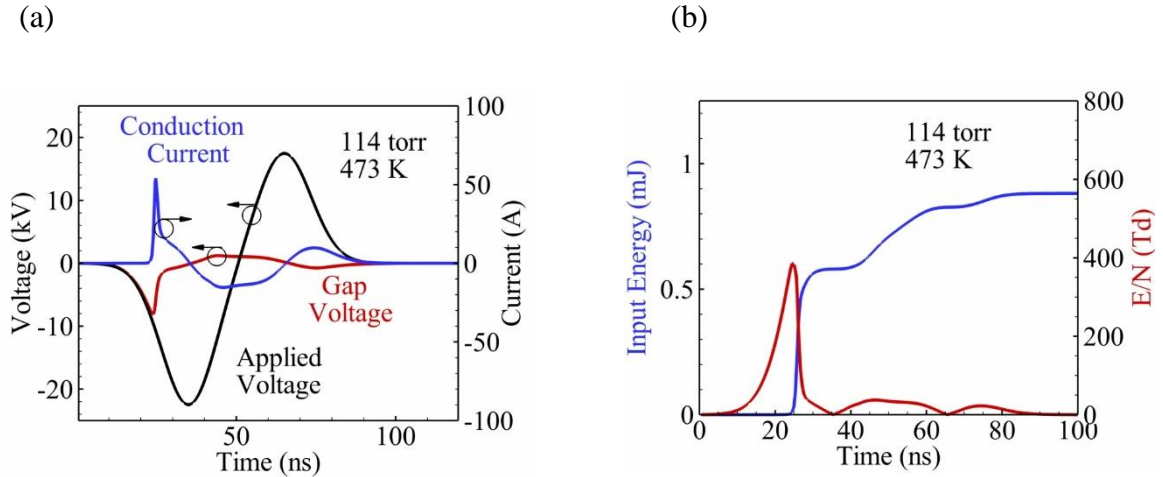 (a)
(b)
Voltage (kV)
20
10
0
-10
-20
Conduction
Current
114 torr
473 K
Gap
Voltage
Applied
Voltage
100
50
0
-50
-100
Current (A)
50
100
Time (ns)
Input Energy (mJ)
1
0.5
0
114 torr
473 K
800
600
400
200
0
E/N (Td)
0
20
40
60
80
100
Time (ns)